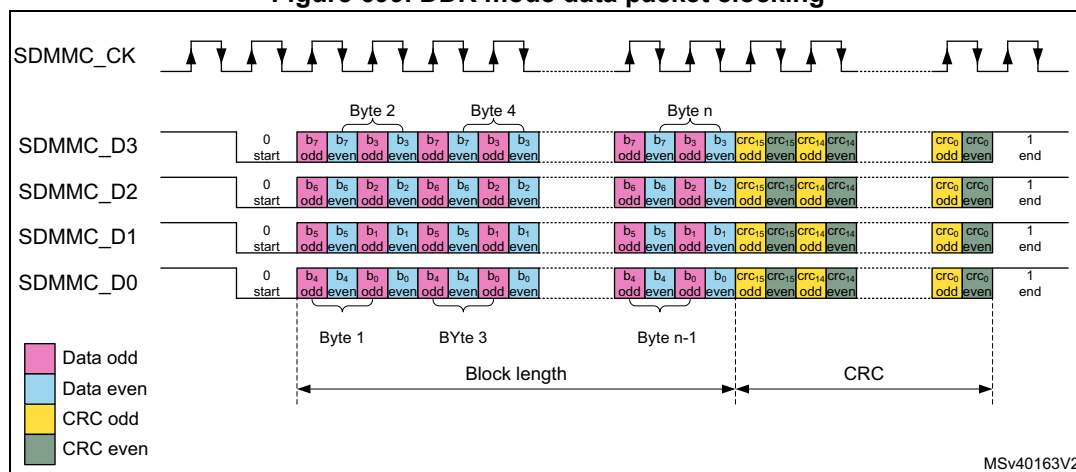 SDMMC_CK
Byte 2 Byte 4 Byte n
SDMMC_D3 0 start b7 odd b7 even b3 odd b3 even b7 odd b7 even b3 odd b3 even b7 odd b7 even b3 odd b3 even crc15 odd crc15 even crc14 odd crc14 even crc0 odd crc0 even 1 end
SDMMC_D2 0 start b6 odd b6 even b2 odd b2 even b6 odd b6 even b2 odd b2 even b6 odd b6 even b2 odd b2 even crc15 odd crc15 even crc14 odd crc14 even crc0 odd crc0 even 1 end
SDMMC_D1 0 start b5 odd b5 even b1 odd b1 even b5 odd b5 even b1 odd b1 even b5 odd b5 even b1 odd b1 even crc15 odd crc15 even crc14 odd crc14 even crc0 odd crc0 even 1 end
SDMMC_D0 0 start b4 odd b4 even b0 odd b0 even b4 odd b4 even b0 odd b0 even b4 odd b4 even b0 odd b0 even crc15 odd crc15 even crc14 odd crc14 even crc0 odd crc0 even 1 end
Byte 1 BYte 3 Byte n-1
Block length CRC
Data odd
Data even
CRC odd
CRC even
MSv40163V2